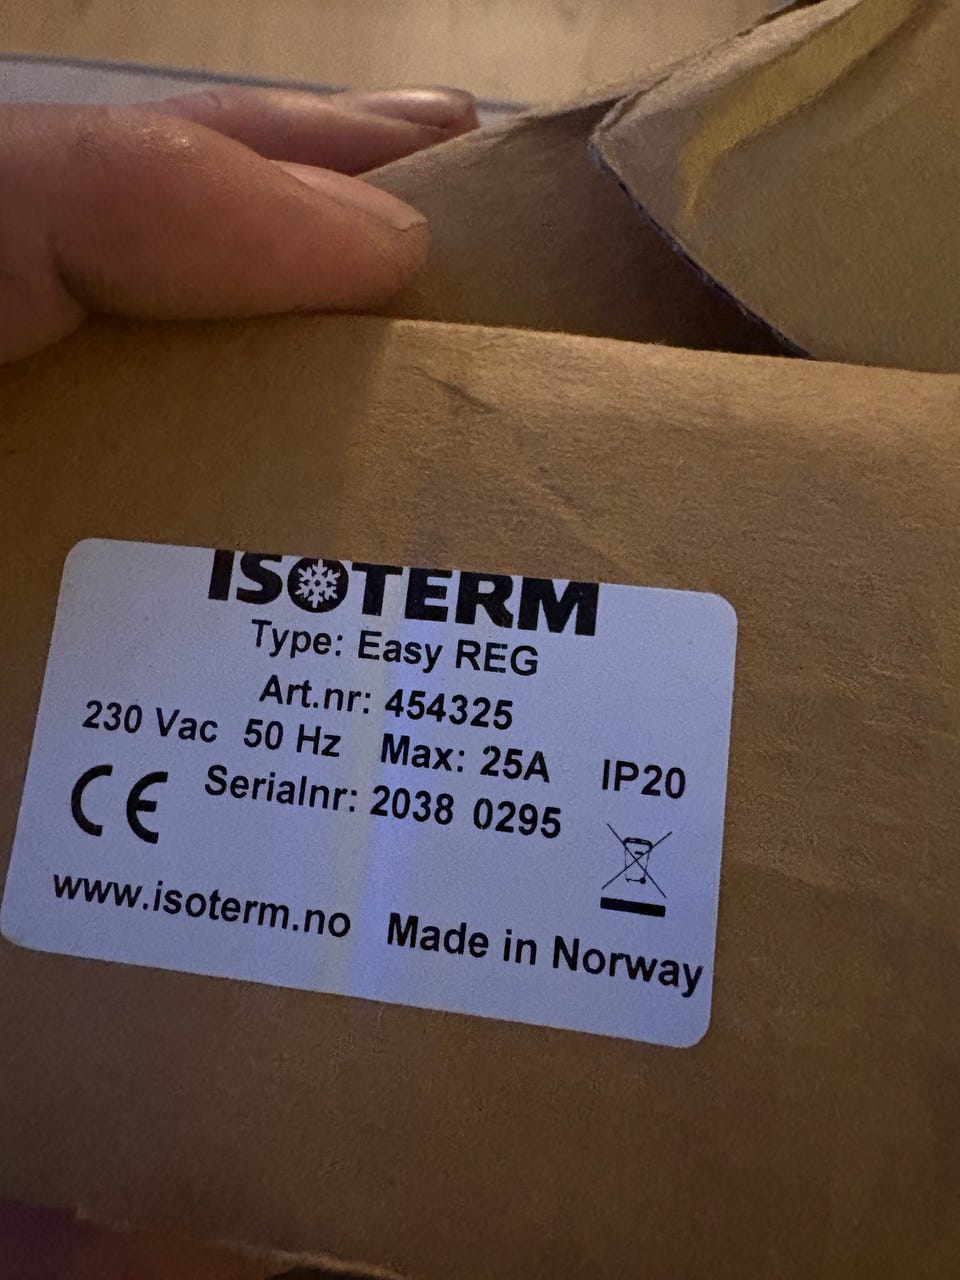 ISOTERM
Type: Easy REG
Art.nr: 454325
230 Vac 50 Hz Max: 25A IP20
CE Serialnr: 2038 0295
www.isoterm.no Made in Norway